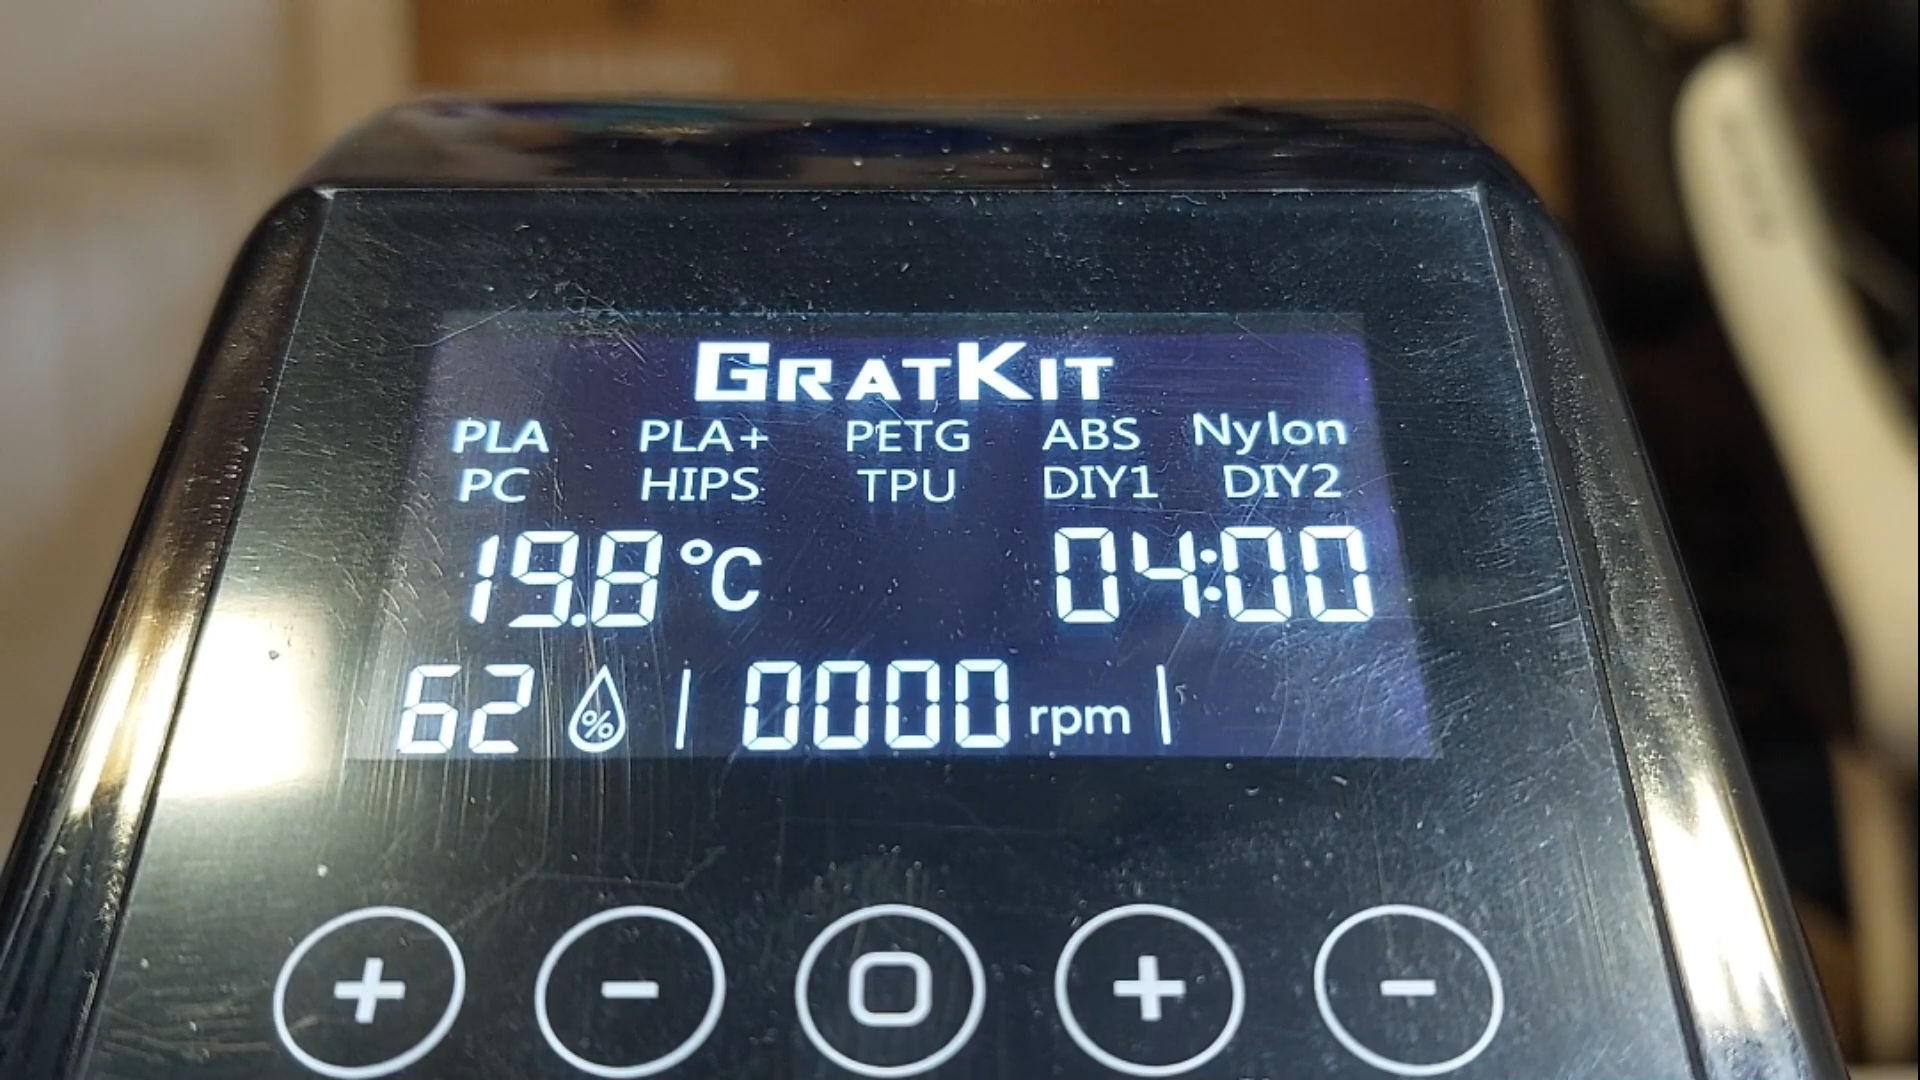 GRATKIT
PLA PLA+ PETG ABS Nylon
PC HIPS TPU DIY1 DIY2
19.8 °C 04:00
62 % | 0000 rpm |
+ - + -